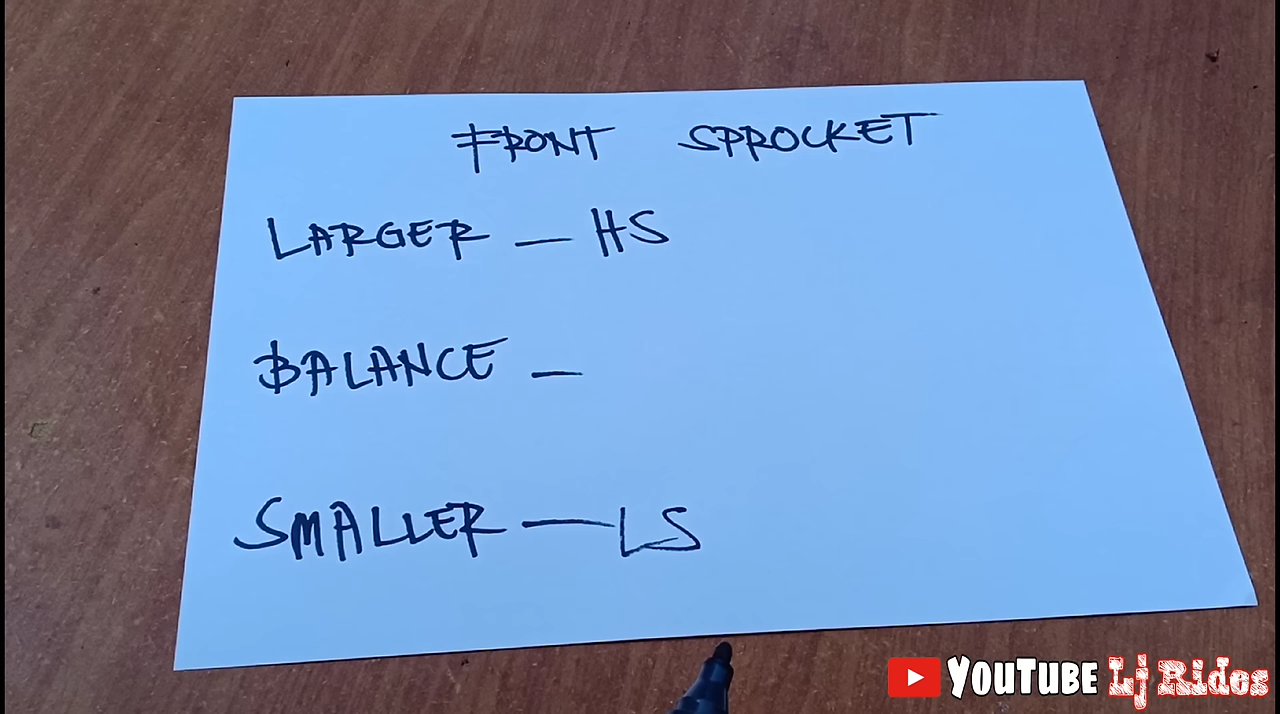 FRONT SPROCKET
LARGER — HS
BALANCE —
SMALLER — LS
YOUTUBE Lj Rides